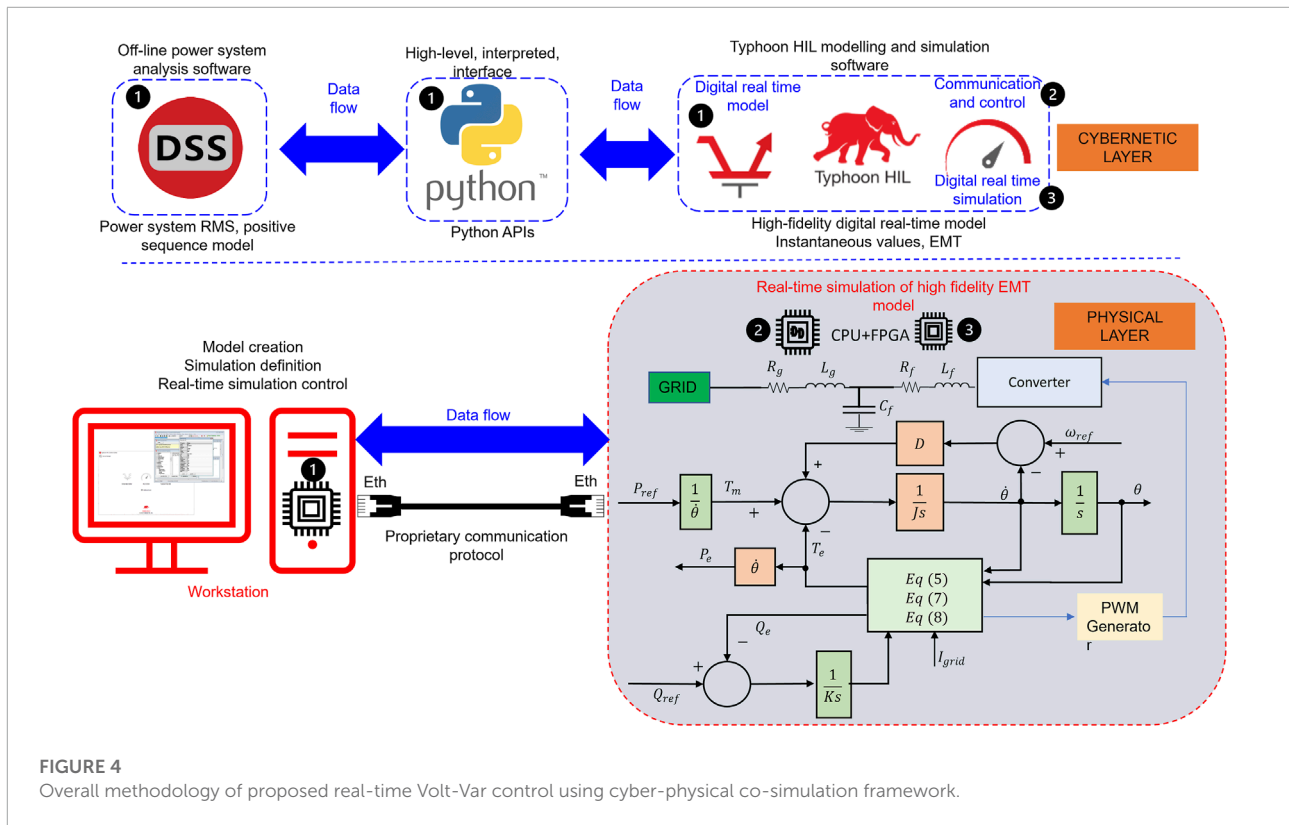 Off-line power system
analysis software
1
DSS
Power system RMS, positive
sequence model
Data
flow
High-level, interpreted,
interface
1
python™
Python APIs
Data
flow
Typhoon HIL modelling and simulation
software
Digital real time
model
1
Typhoon HIL
Communication
and control
2
Digital real time
simulation
3
High-fidelity digital real-time model
Instantaneous values, EMT
CYBERNETIC
LAYER
Model creation
Simulation definition
Real-time simulation control
1
Workstation
Data flow
Eth
Eth
Proprietary communication
protocol
Real-time simulation of high fidelity EMT
model
PHYSICAL
LAYER
2
CPU+FPGA
3
GRID
R_g
L_g
C_f
R_f
L_f
Converter
D
ω_ref
+
−
+
P_ref
1/θ̇
T_m
+
−
1/Js
θ̇
1/s
θ
P_e
θ̇
T_e
Eq (5)
Eq (7)
Eq (8)
PWM
Generato
r
Q_e
−
+
Q_ref
1/Ks
I_grid
FIGURE 4
Overall methodology of proposed real-time Volt-Var control using cyber-physical co-simulation framework.